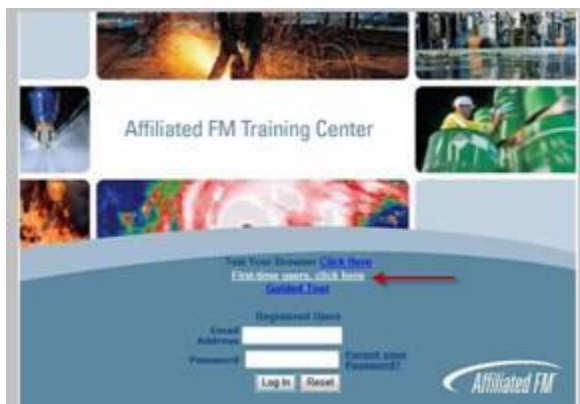 Affiliated FM Training Center
Test Your Browser Click Here
First-time users, click here
Guided Tour
Registered Users
Email
Address
Forgot your
Password
Password?
Log In Reset
Affiliated FM